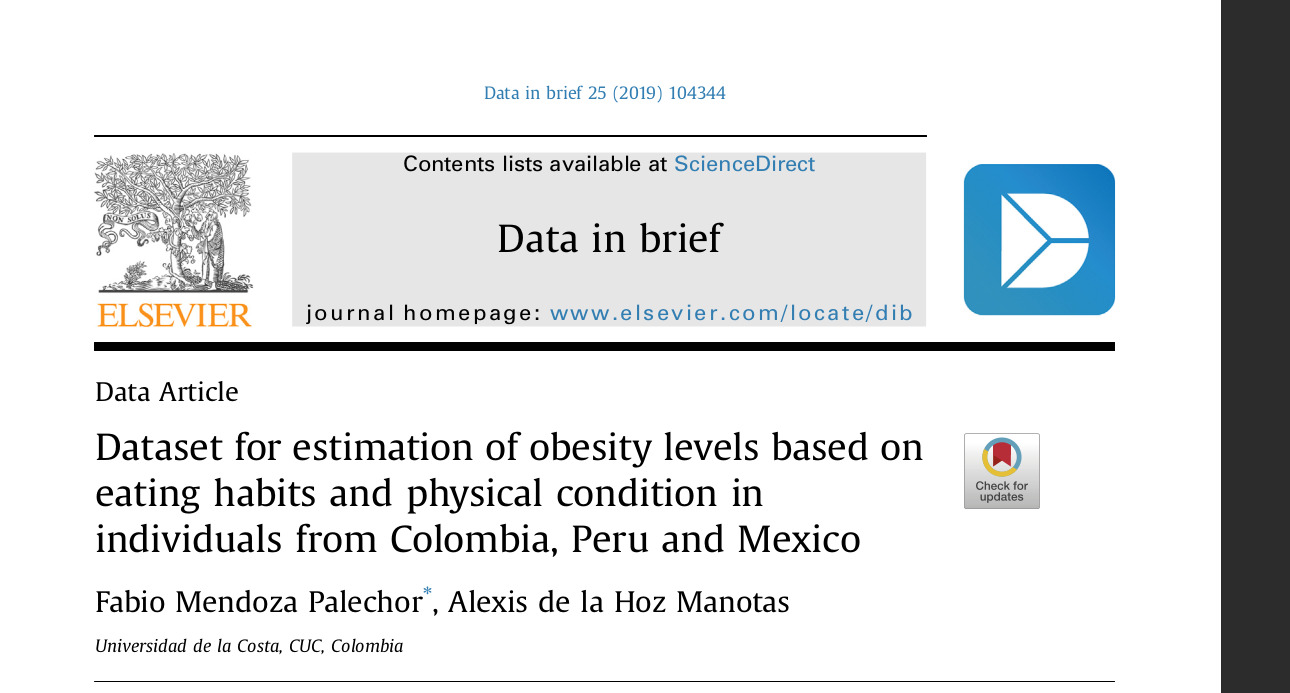 Data in brief 25 (2019) 104344
Contents lists available at ScienceDirect
Data in brief
journal homepage: www.elsevier.com/locate/dib
NON SOLUS
ELSEVIER
Data Article
Dataset for estimation of obesity levels based on
eating habits and physical condition in
individuals from Colombia, Peru and Mexico
Check for
updates
Fabio Mendoza Palechor*, Alexis de la Hoz Manotas
Universidad de la Costa, CUC, Colombia